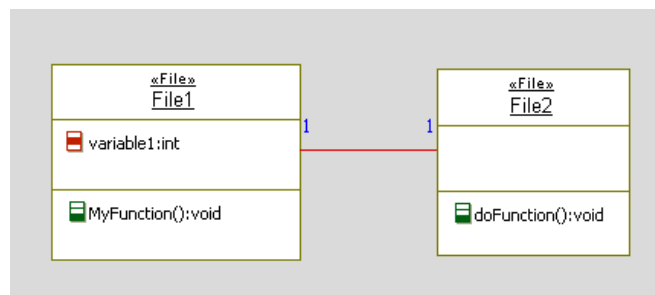 «File»
File1
variable1:int
MyFunction():void
1
1
«File»
File2
doFunction():void